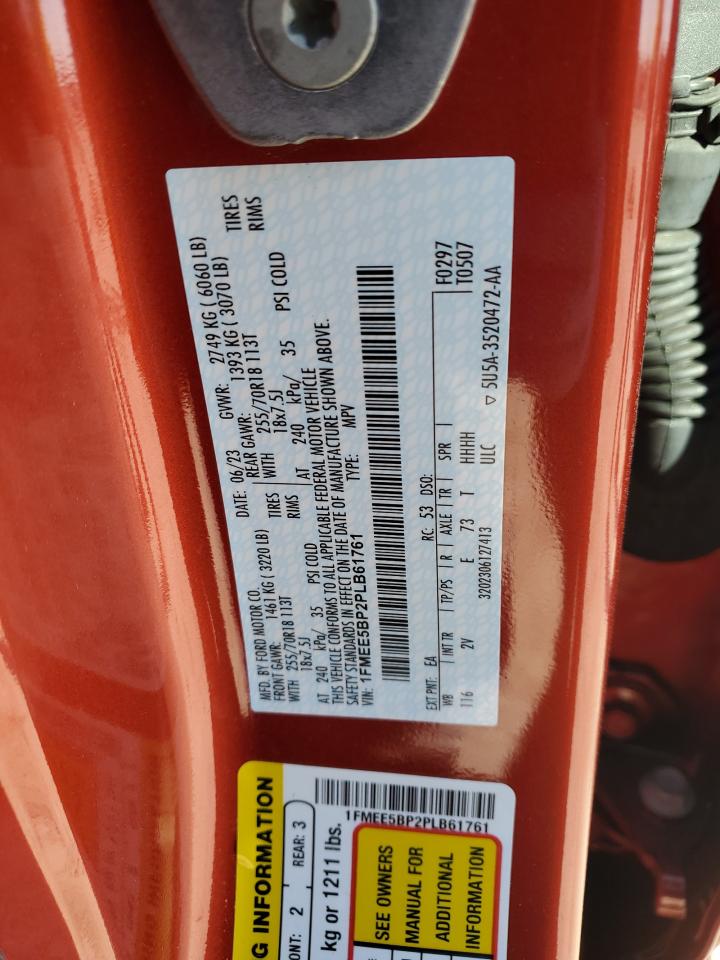 MFD. BY FORD MOTOR CO.
DATE: 06/23 GVWR: 2749 KG ( 6060 LB)
FRONT GAWR: 1461 KG ( 3220 LB) REAR GAWR: 1393 KG ( 3070 LB)
WITH 255/70R18 113T TIRES WITH 255/70R18 113T TIRES
18x7.5J RIMS 18x7.5J RIMS
AT 240 kPa/ 35 PSI COLD AT 240 kPa/ 35 PSI COLD
THIS VEHICLE CONFORMS TO ALL APPLICABLE FEDERAL MOTOR VEHICLE
SAFETY STANDARDS IN EFFECT ON THE DATE OF MANUFACTURE SHOWN ABOVE.
VIN: 1FMEE5BP2PLB61761 TYPE: MPV
F0297
T0507
EXT PNT: EA RC: 53 DSO:
WB INT TR TP/PS R AXLE TR SPR
116 2V E 73 T HHHH
ULC
3202306127413 ▽ 5U5A-3520472-AA
G INFORMATION
ONT: 2 REAR: 3
kg or 1211 lbs.
1FMEE5BP2PLB61761
SEE OWNERS
MANUAL FOR
ADDITIONAL
INFORMATION